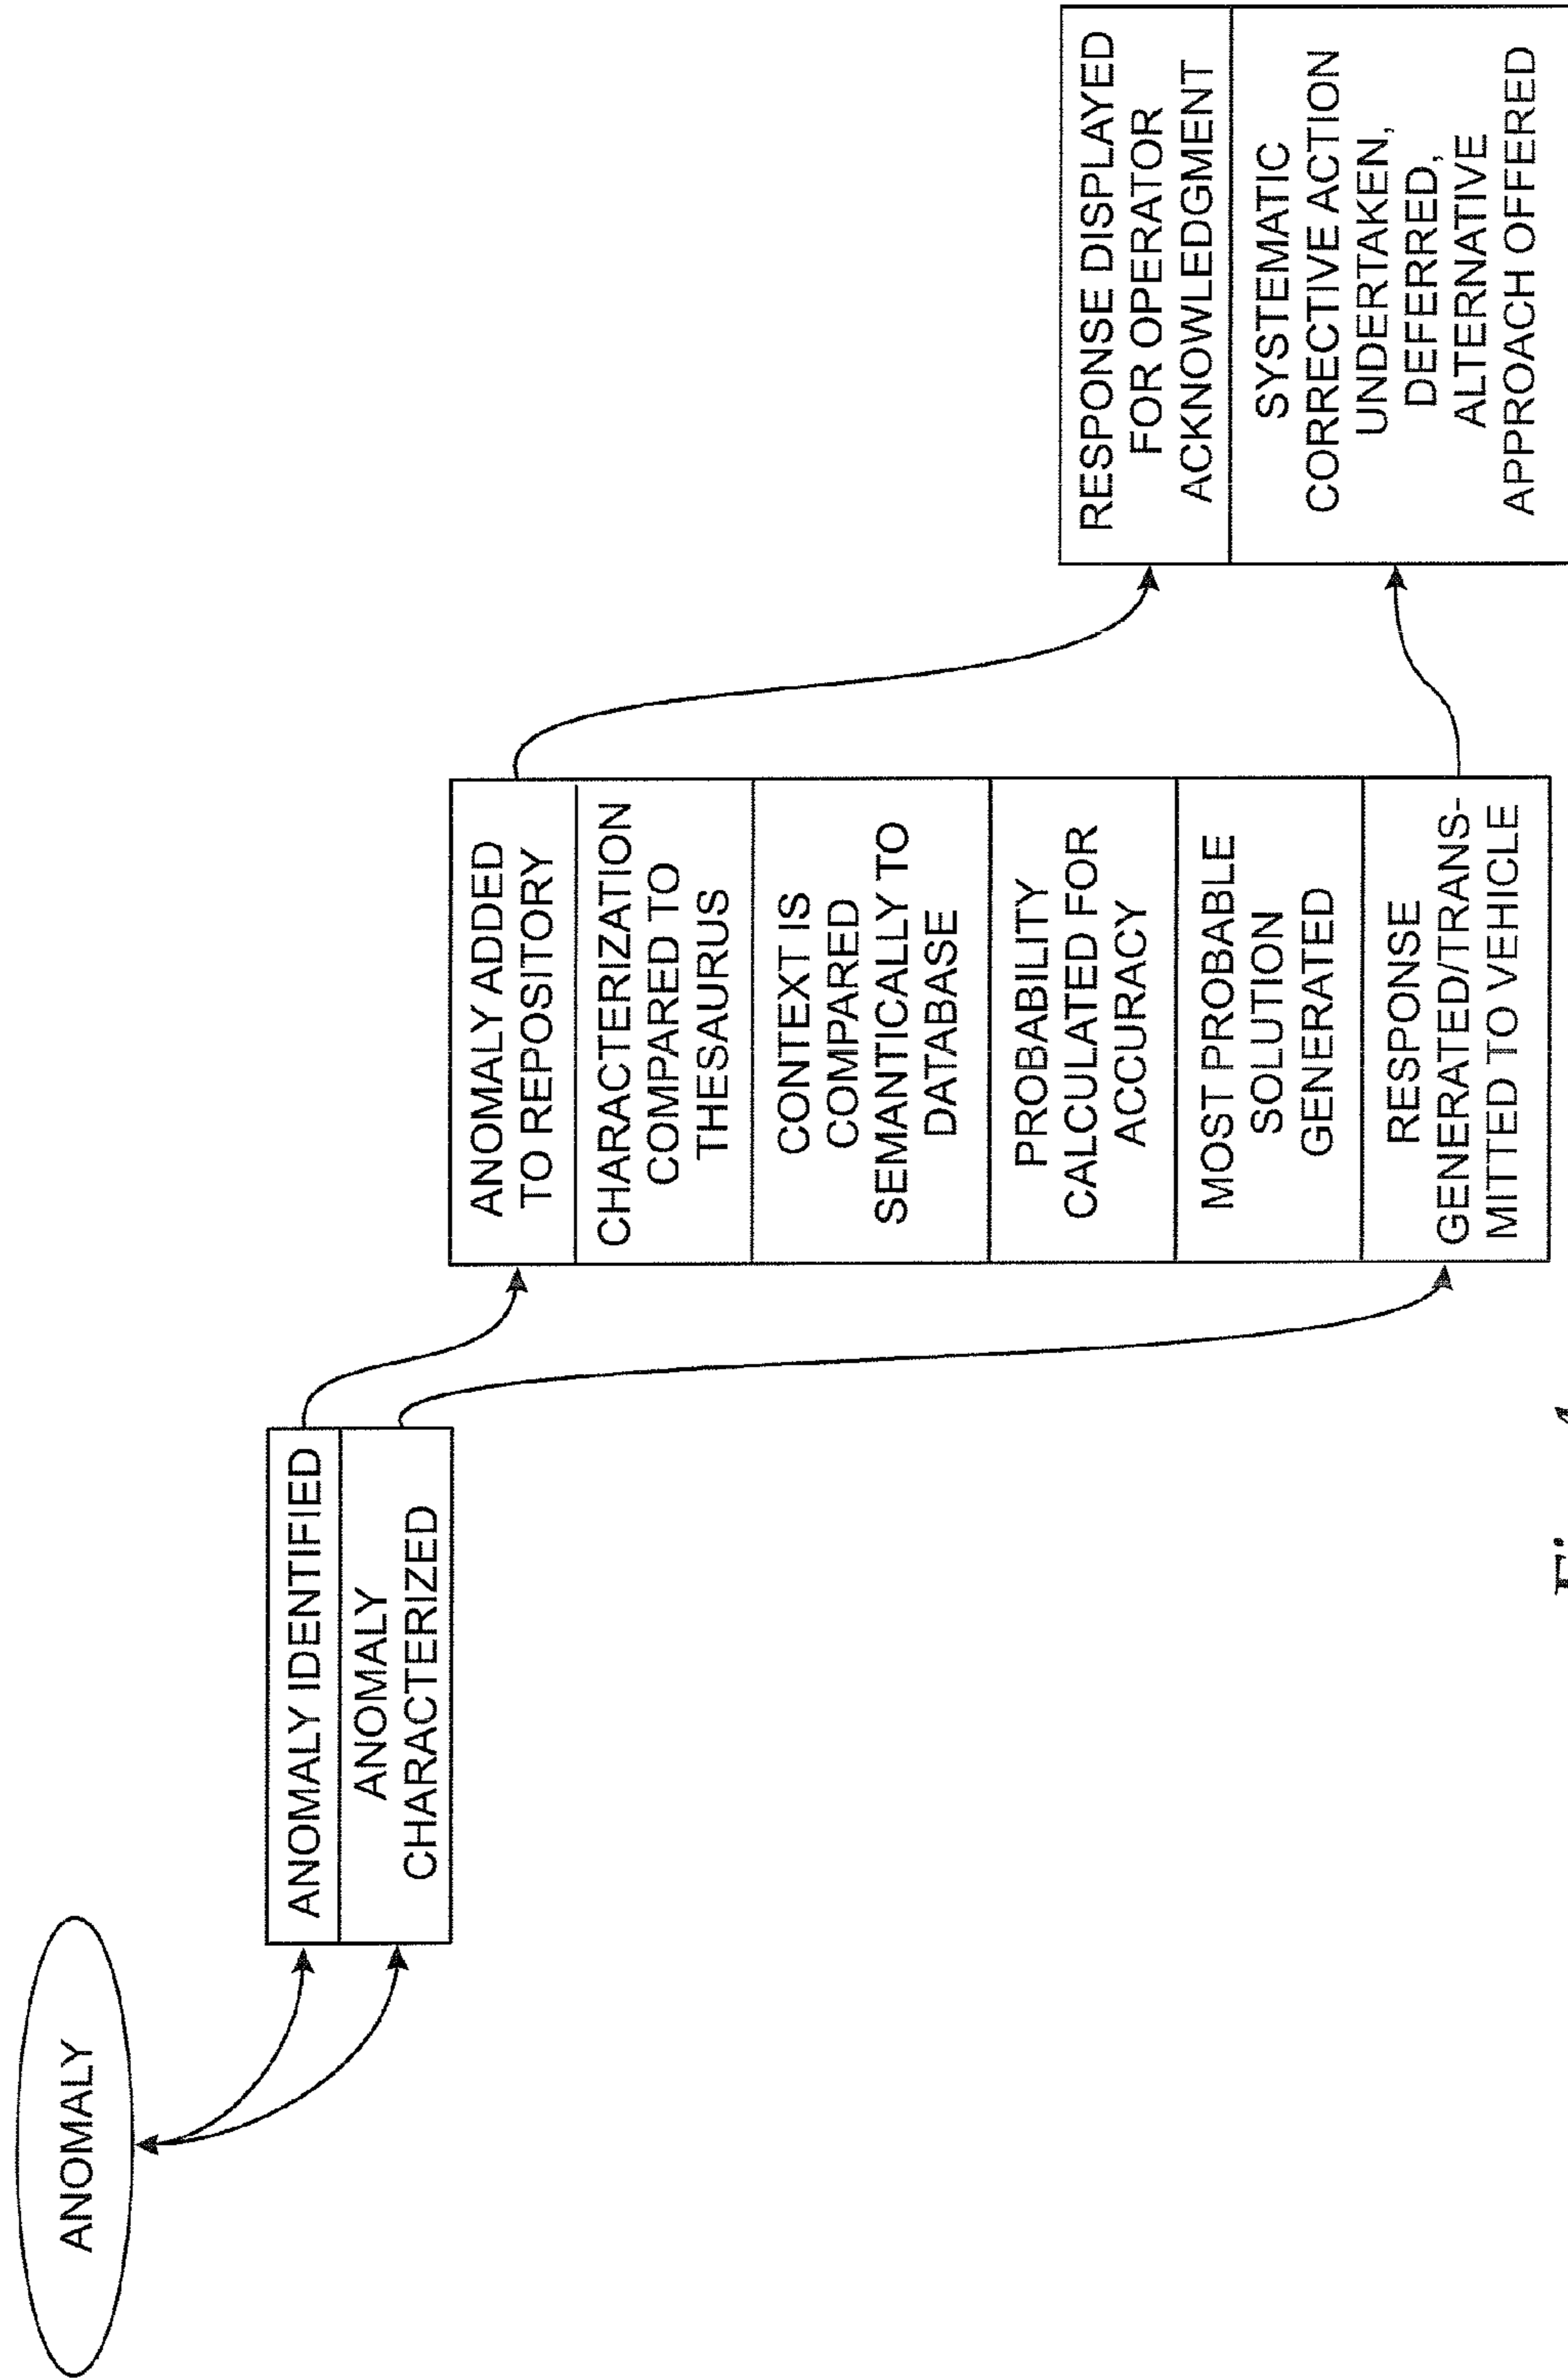 ANOMALY
ANOMALY IDENTIFIED
ANOMALY
CHARACTERIZED
ANOMALY ADDED
TO REPOSITORY
CHARACTERIZATION
COMPARED TO
THESAURUS
CONTEXT IS
COMPARED
SEMANTICALLY TO
DATABASE
PROBABILITY
CALCULATED FOR
ACCURACY
MOST PROBABLE
SOLUTION
GENERATED
RESPONSE
GENERATED/TRANS-
MITTED TO VEHICLE
RESPONSE DISPLAYED
FOR OPERATOR
ACKNOWLEDGMENT
SYSTEMATIC
CORRECTIVE ACTION
UNDERTAKEN,
DEFERRED,
ALTERNATIVE
APPROACH OFFERED